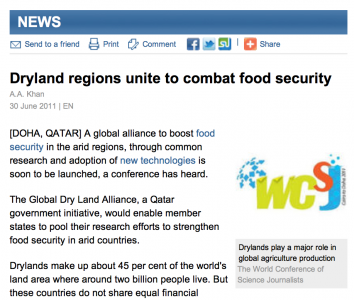 NEWS
Send to a friend Print Comment Share
Dryland regions unite to combat food security
A.A. Khan
30 June 2011 | EN
[DOHA, QATAR] A global alliance to boost food
security in the arid regions, through common
research and adoption of new technologies is
soon to be launched, a conference has heard.
The Global Dry Land Alliance, a Qatar
government initiative, would enable member
states to pool their research efforts to strengthen
food security in arid countries.
Drylands make up about 45 per cent of the world's
land area where around two billion people live. But
these countries do not share equal financial
wcsj
Drylands play a major role in
global agriculture production
The World Conference of
Science Journalists